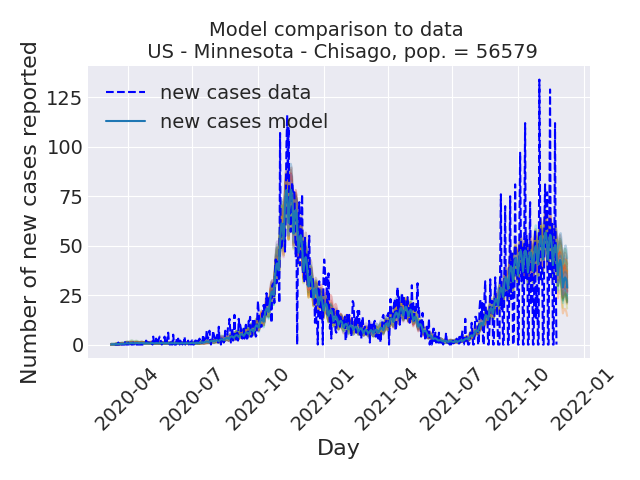 Model comparison to data
US - Minnesota - Chisago, pop. = 56579
Number of new cases reported
new cases data
new cases model
125
100
75
50
25
0
2020-04
2020-07
2020-10
2021-01
2021-04
2021-07
2021-10
2022-01
Day